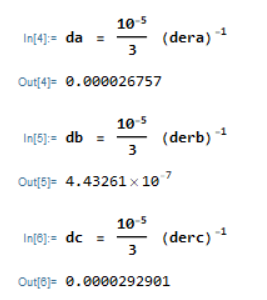 In[4]:= da = 10^-5/3 (dera)^-1
Out[4]= 0.000026757
In[5]:= db = 10^-5/3 (derb)^-1
Out[5]= 4.43261×10^-7
In[6]:= dc = 10^-5/3 (derc)^-1
Out[6]= 0.0000292901